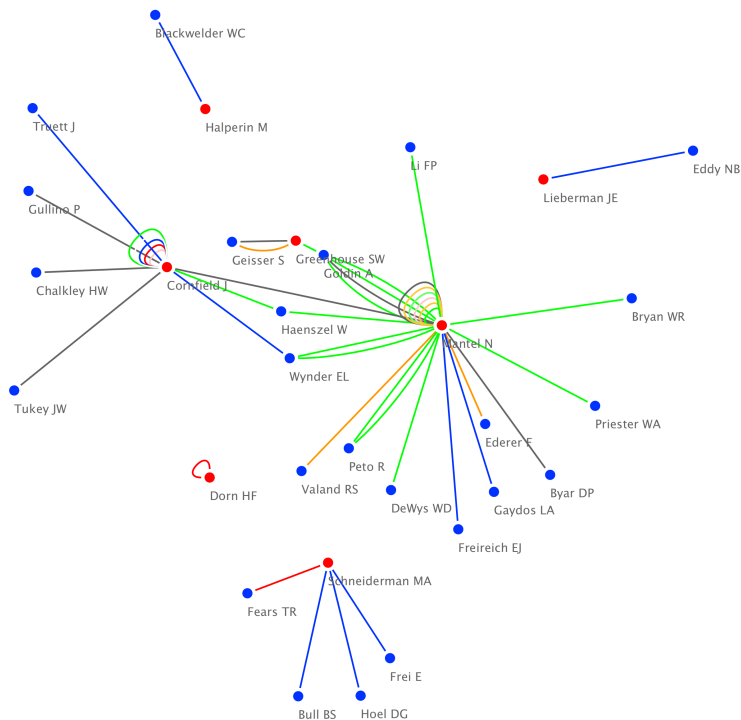 Blackwelder WC
Truett J
Halperin M
Li FP
Eddy NB
Lieberman JE
Gullino P
Geisser S
Greenhouse SW
Goldin A
Chalkley HW
Cornfield J
Bryan WR
Haenszel W
Mantel N
Wynder EL
Tukey JW
Priester WA
Ederer F
Peto R
Valand RS
Byar DP
Dorn HF
DeWys WD
Gaydos LA
Freireich EJ
Schneiderman MA
Fears TR
Frei E
Bull BS
Hoel DG